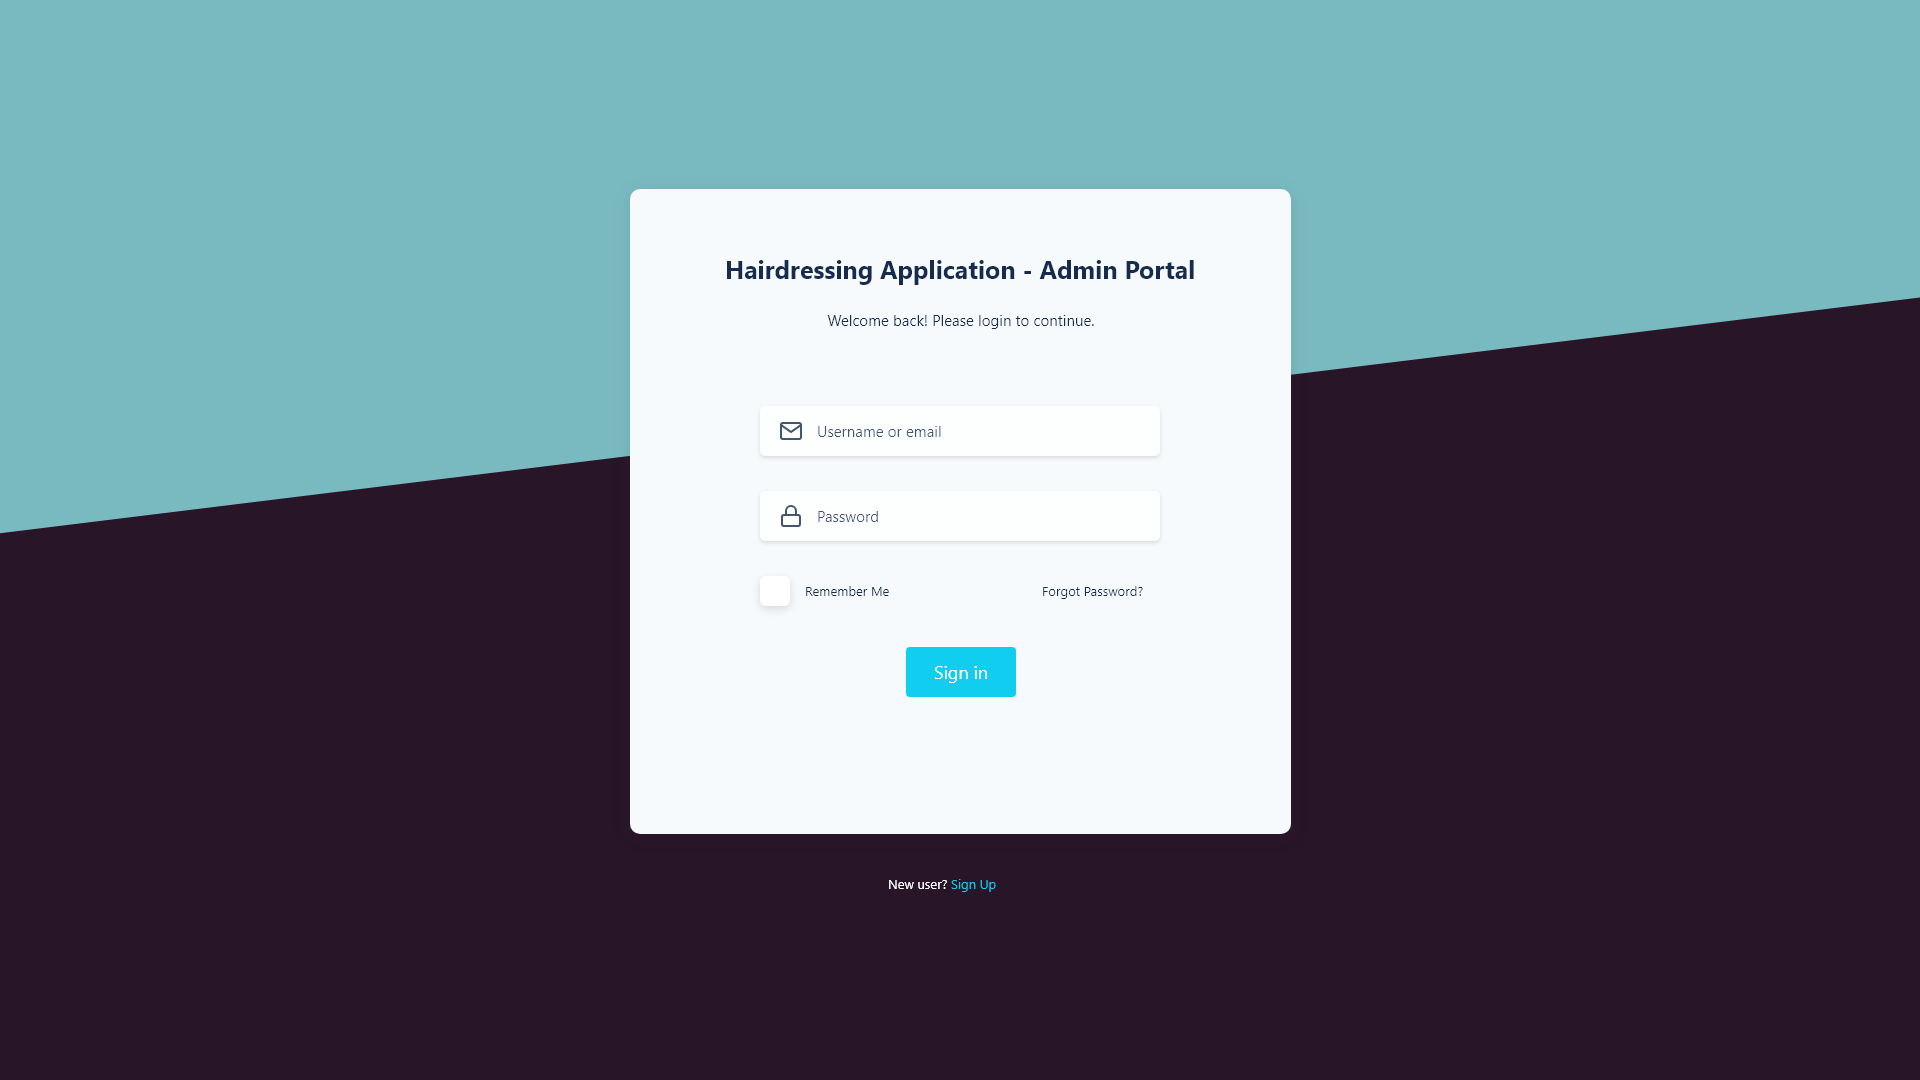 Hairdressing Application - Admin Portal
Welcome back! Please login to continue.
Username or email
Password
Remember Me
Forgot Password?
Sign in
New user? Sign Up